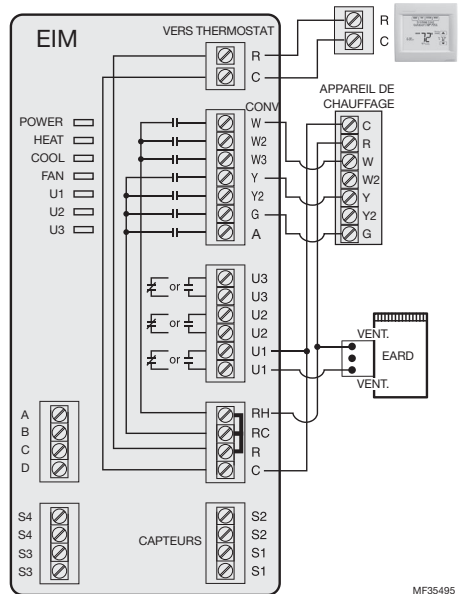 EIM
VERS THERMOSTAT
R
C
R
C
APPAREIL DE
CHAUFFAGE
C
R
W
W2
Y
Y2
G
POWER
HEAT
COOL
FAN
U1
U2
U3
CONV
W
W2
W3
Y
Y2
G
A
or
or
or
U3
U3
U2
U2
U1
U1
VENT.
EARD
VENT.
RH
RC
R
C
A
B
C
D
S4
S4
S3
S3
CAPTEURS
S2
S2
S1
S1
72°
MF35495